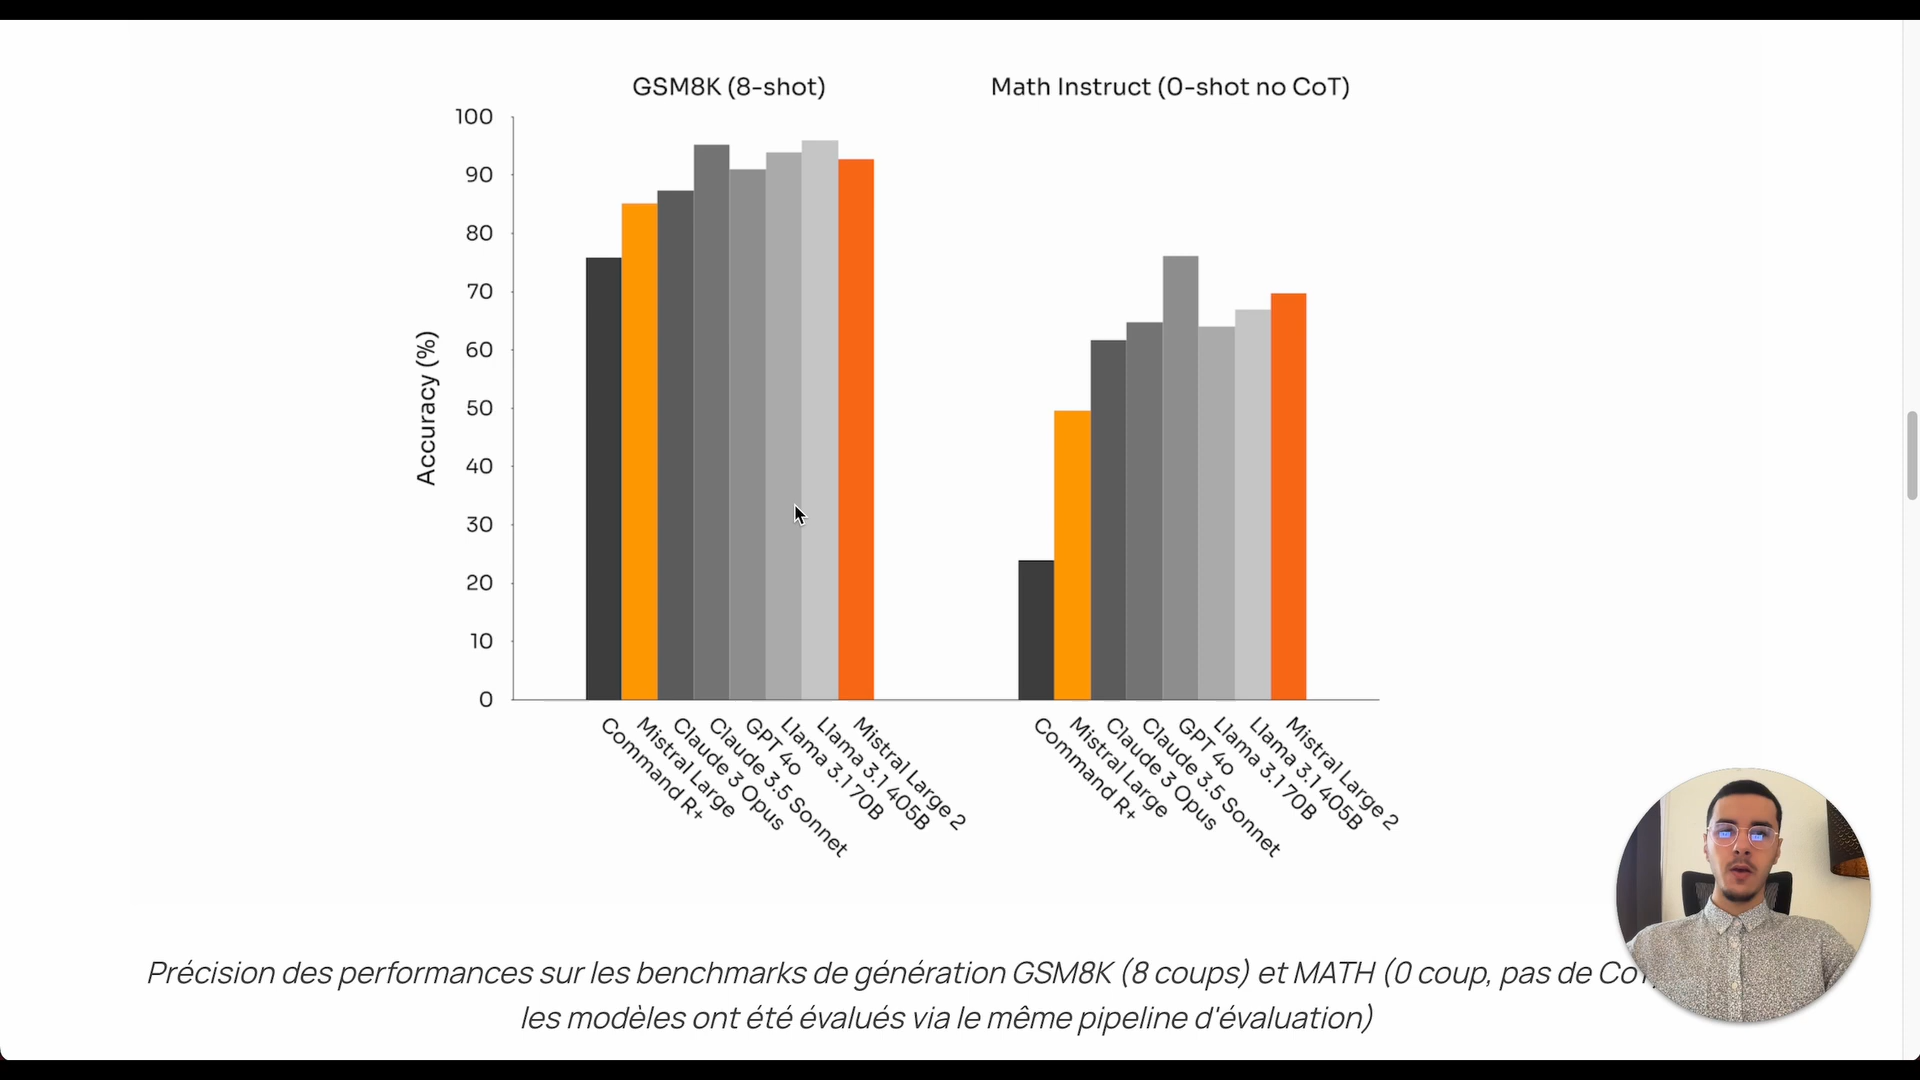 GSM8K (8-shot)
Math Instruct (0-shot no CoT)
100
90
80
70
60
50
40
30
20
10
0
Accuracy (%)
Command R+
Mistral Large
Claude 3 Opus
Claude 3.5 Sonnet
GPT 4o
Llama 3.1 70B
Llama 3.1 405B
Mistral Large 2
Command R+
Mistral Large
Claude 3 Opus
Claude 3.5 Sonnet
GPT 4o
Llama 3.1 70B
Llama 3.1 405B
Mistral Large 2
Précision des performances sur les benchmarks de génération GSM8K (8 coups) et MATH (0 coup, pas de
les modèles ont été évalués via le même pipeline d'évaluation)